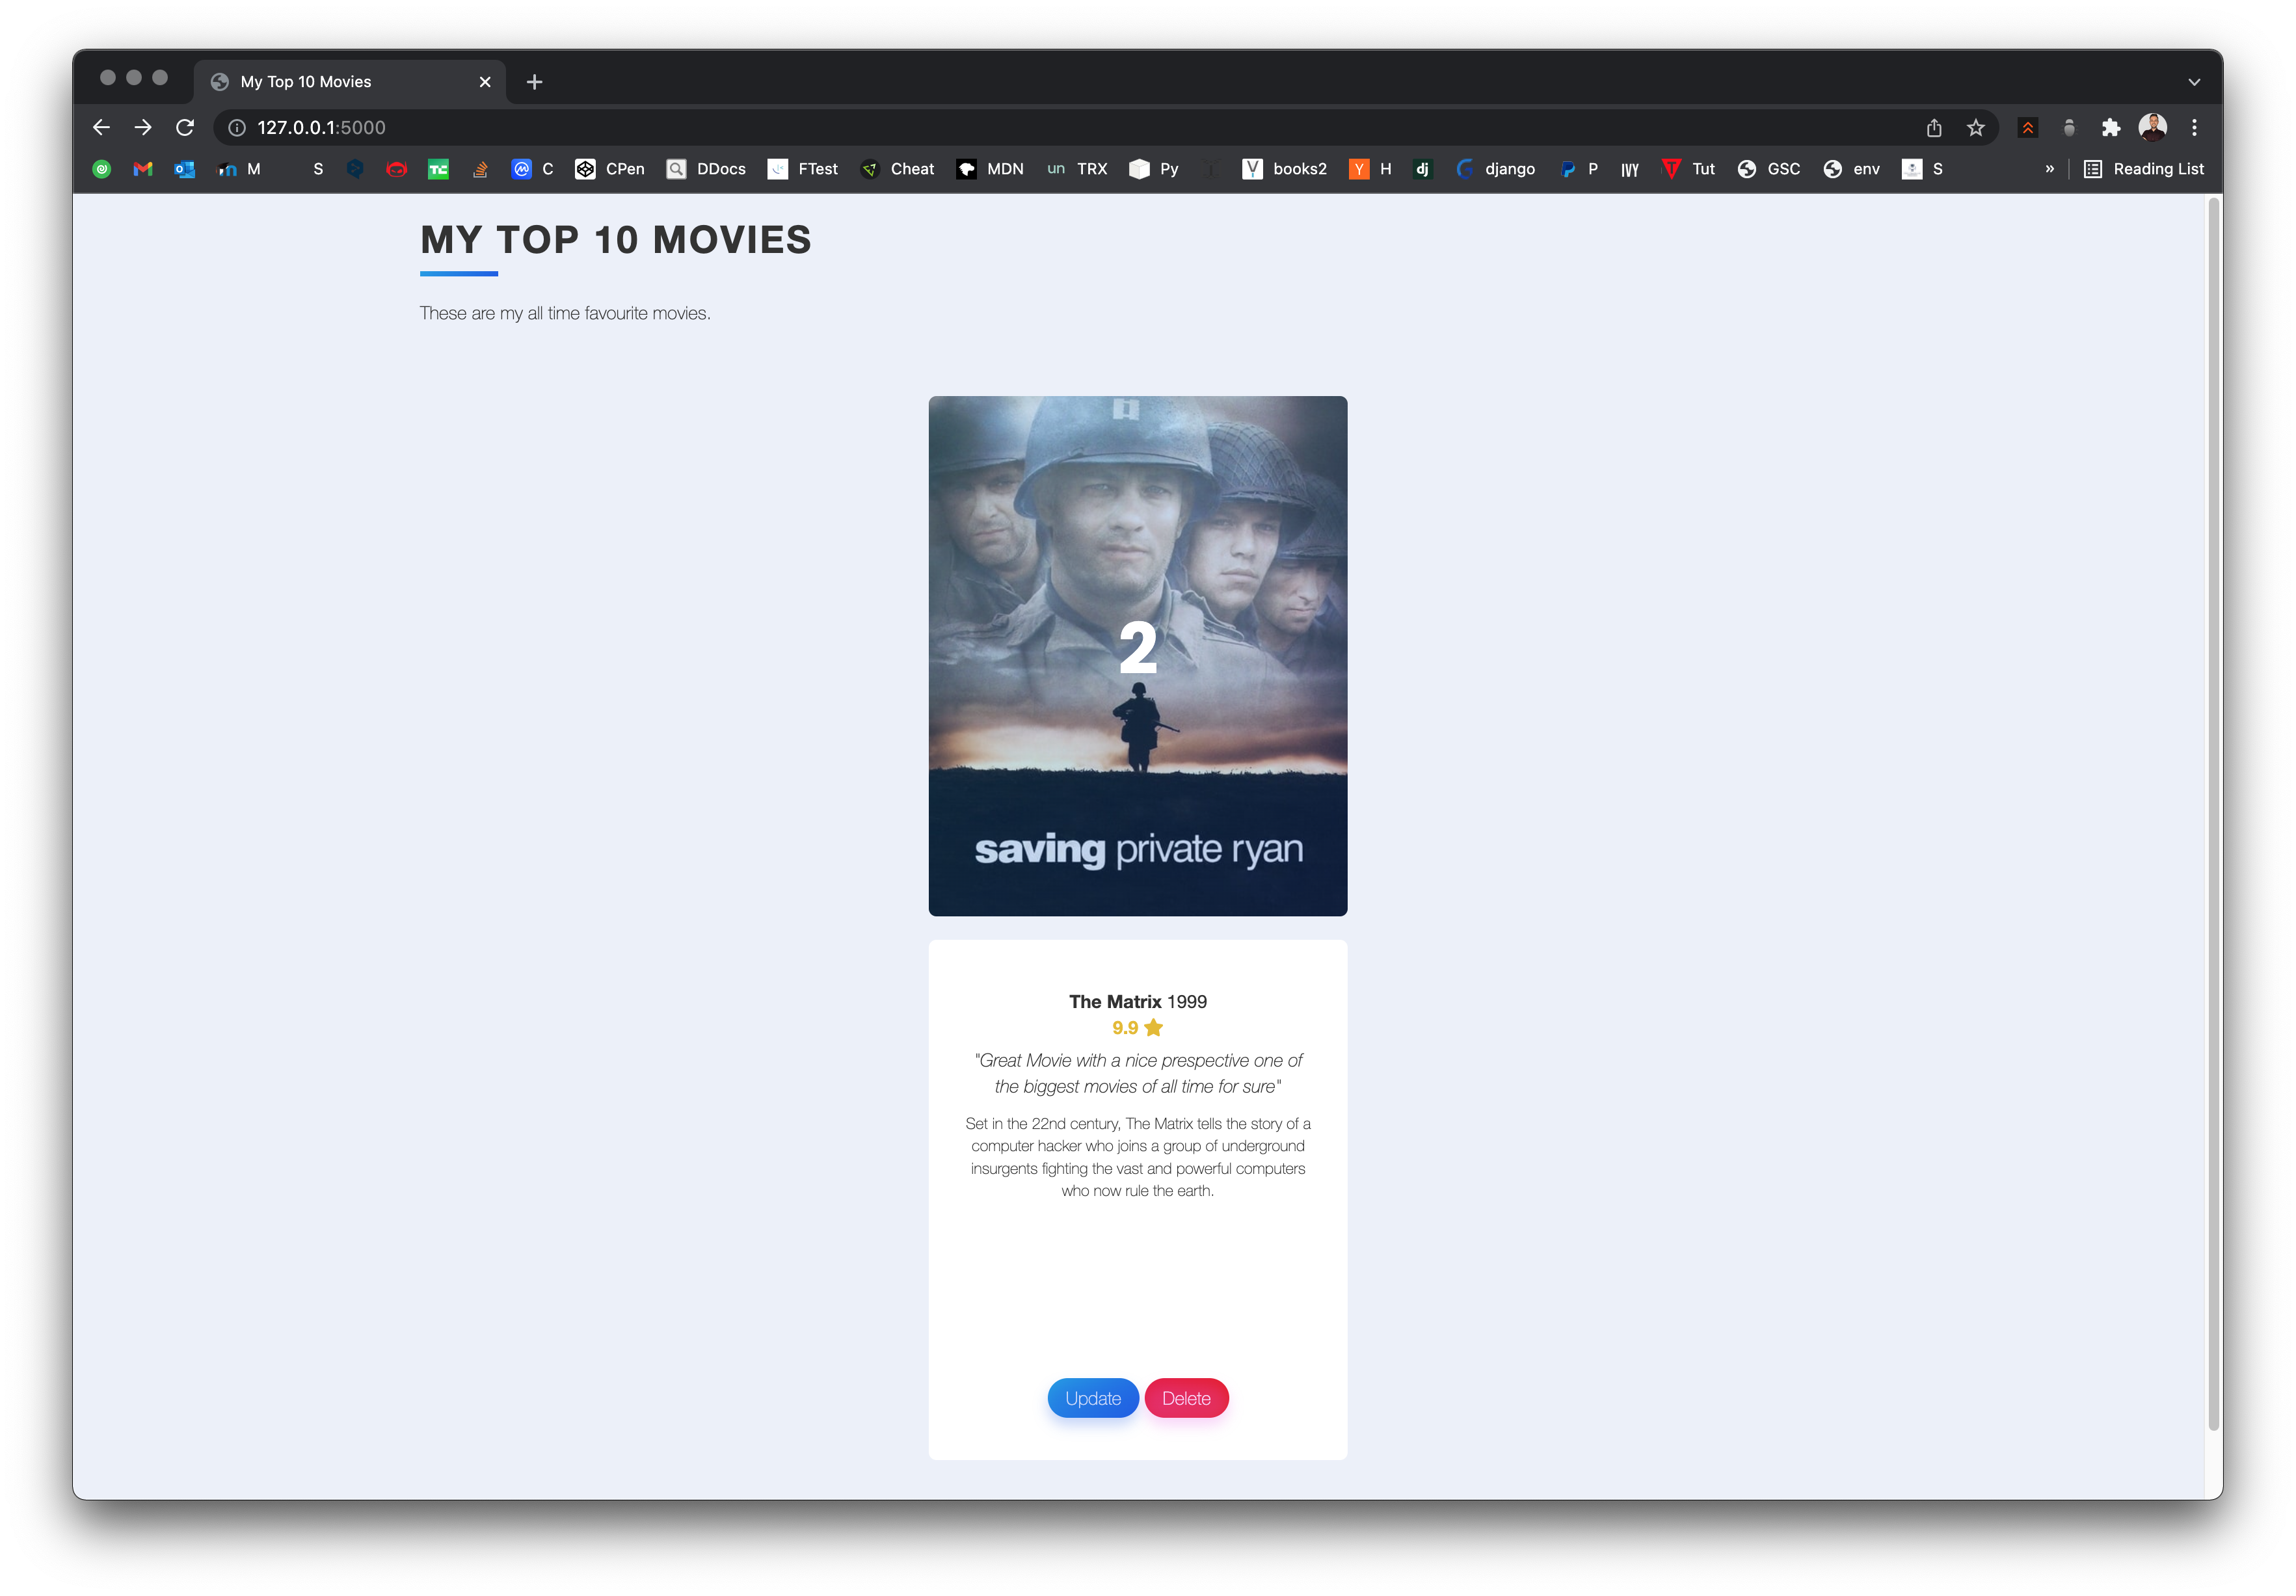 My Top 10 Movies
127.0.0.1:5000
M S C CPen DDocs FTest Cheat MDN un TRX Py V books2 Y H dj django P IVY Tut GSC env S » Reading List
MY TOP 10 MOVIES
These are my all time favourite movies.
2
saving private ryan
The Matrix 1999
9.9
"Great Movie with a nice prespective one of
the biggest movies of all time for sure"
Set in the 22nd century, The Matrix tells the story of a
computer hacker who joins a group of underground
insurgents fighting the vast and powerful computers
who now rule the earth.
Update Delete